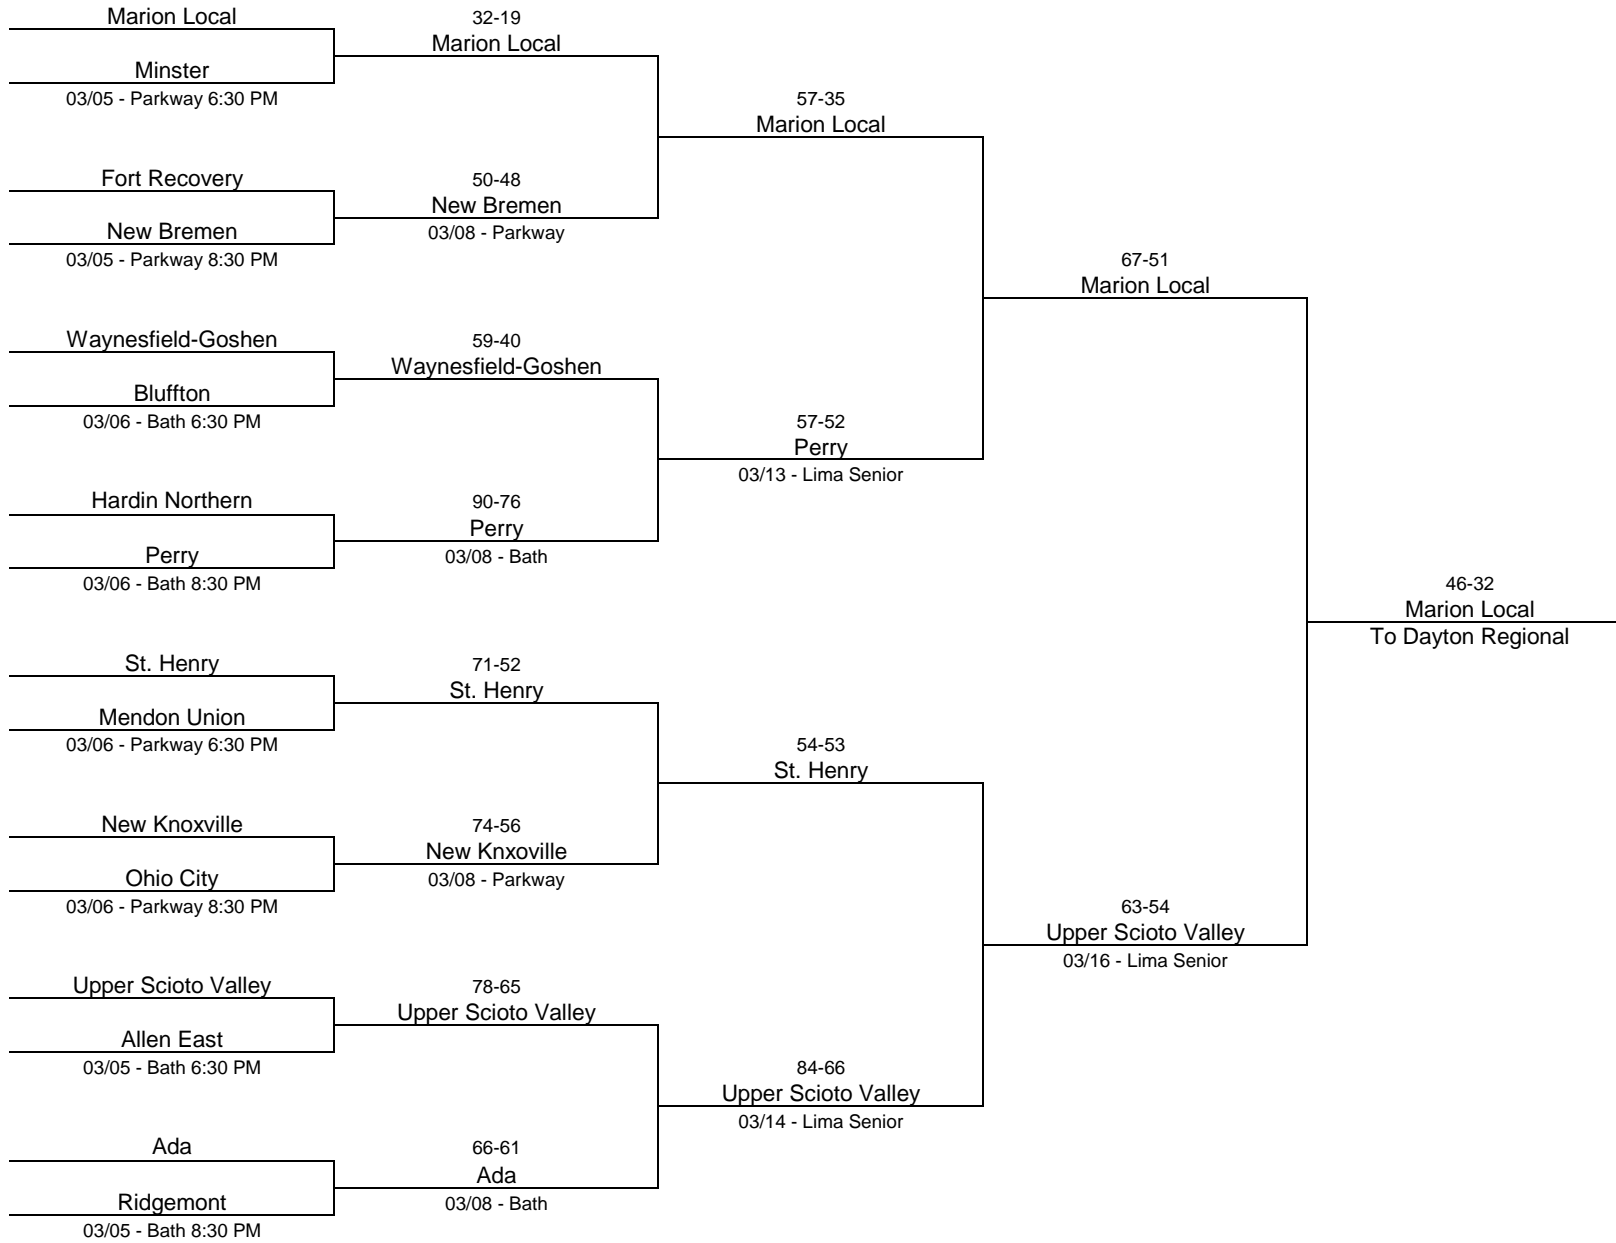 Marion Local
Minster
03/05 - Parkway 6:30 PM
Fort Recovery
New Bremen
03/05 - Parkway 8:30 PM
Waynesfield-Goshen
Bluffton
03/06 - Bath 6:30 PM
Hardin Northern
Perry
03/06 - Bath 8:30 PM
St. Henry
Mendon Union
03/06 - Parkway 6:30 PM
New Knoxville
Ohio City
03/06 - Parkway 8:30 PM
Upper Scioto Valley
Allen East
03/05 - Bath 6:30 PM
Ada
Ridgemont
03/05 - Bath 8:30 PM
32-19
Marion Local
50-48
New Bremen
03/08 - Parkway
59-40
Waynesfield-Goshen
90-76
Perry
03/08 - Bath
71-52
St. Henry
74-56
New Knxoville
03/08 - Parkway
78-65
Upper Scioto Valley
66-61
Ada
03/08 - Bath
57-35
Marion Local
57-52
Perry
03/13 - Lima Senior
54-53
St. Henry
84-66
Upper Scioto Valley
03/14 - Lima Senior
67-51
Marion Local
63-54
Upper Scioto Valley
03/16 - Lima Senior
46-32
Marion Local
To Dayton Regional